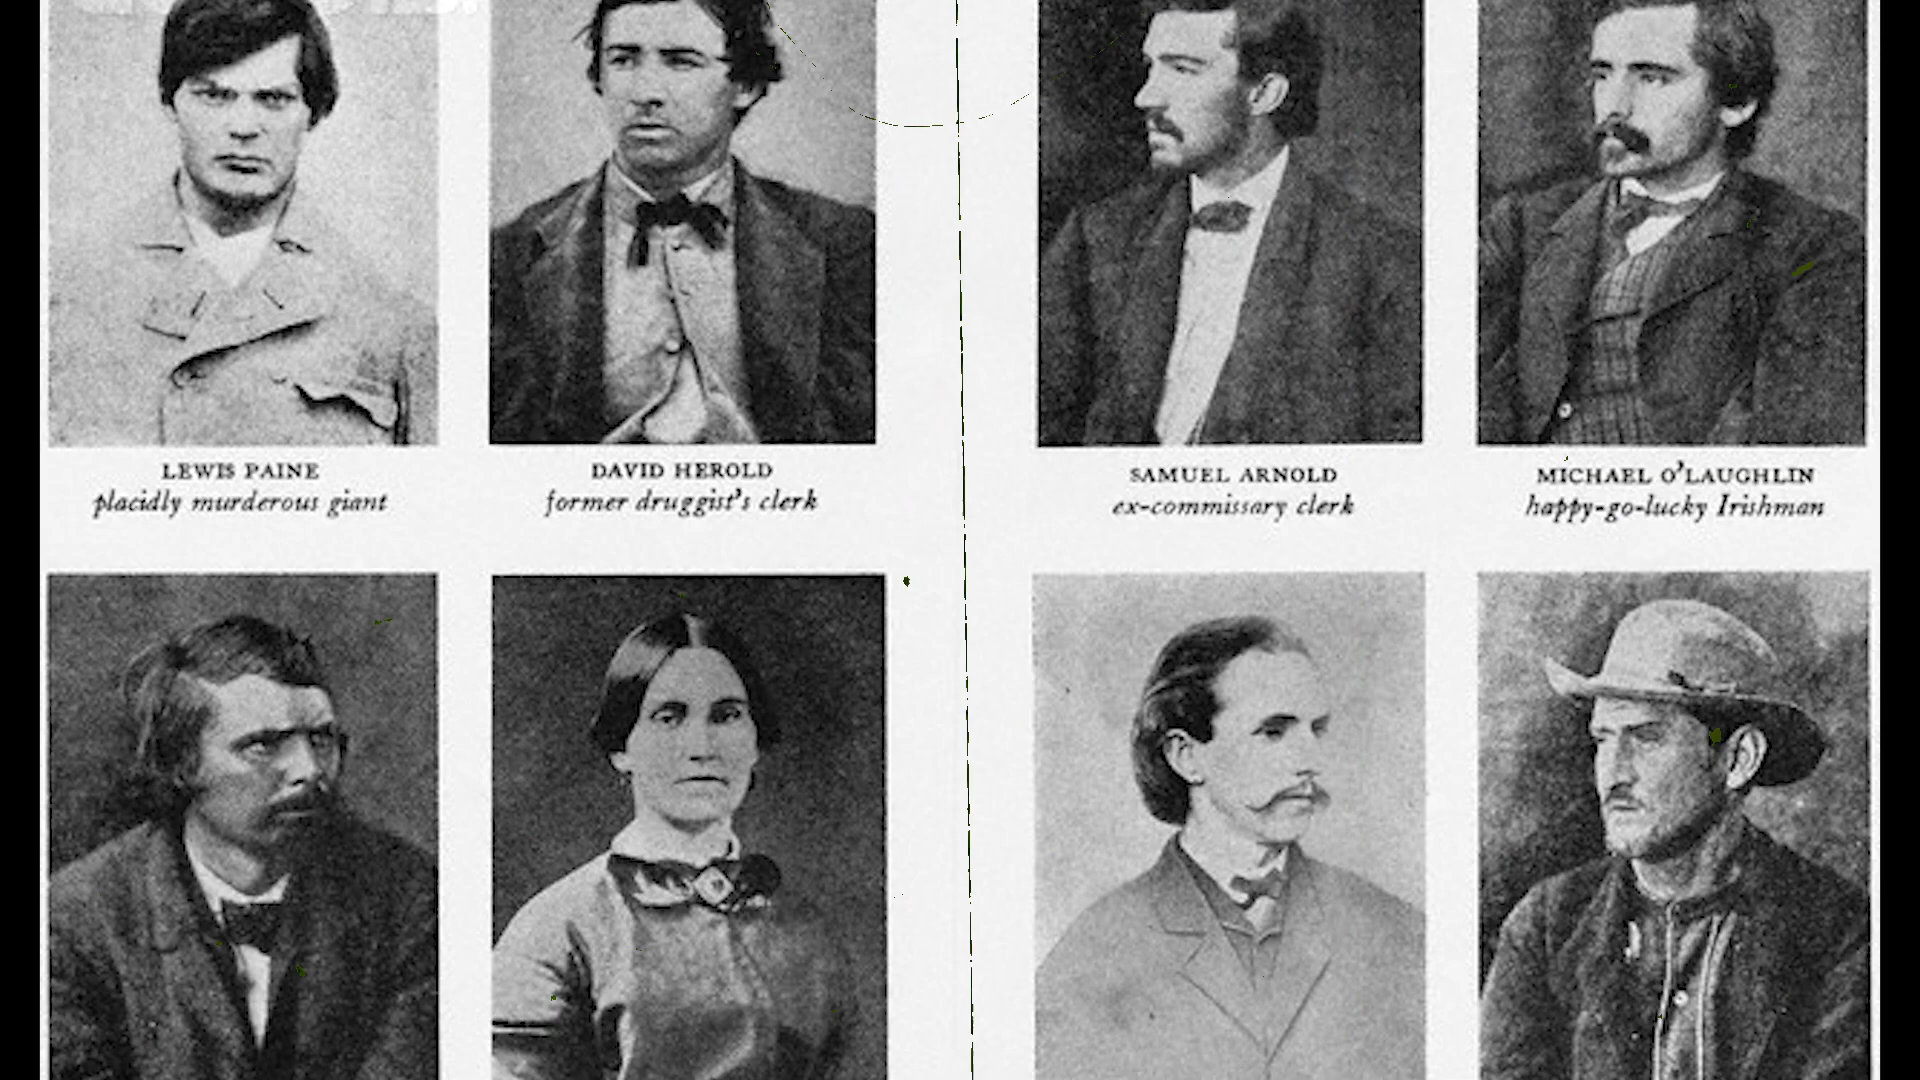 LEWIS PAINE
placidly murderous giant
DAVID HEROLD
former druggist's clerk
SAMUEL ARNOLD
ex-commissary clerk
MICHAEL O'LAUGHLIN
happy-go-lucky Irishman